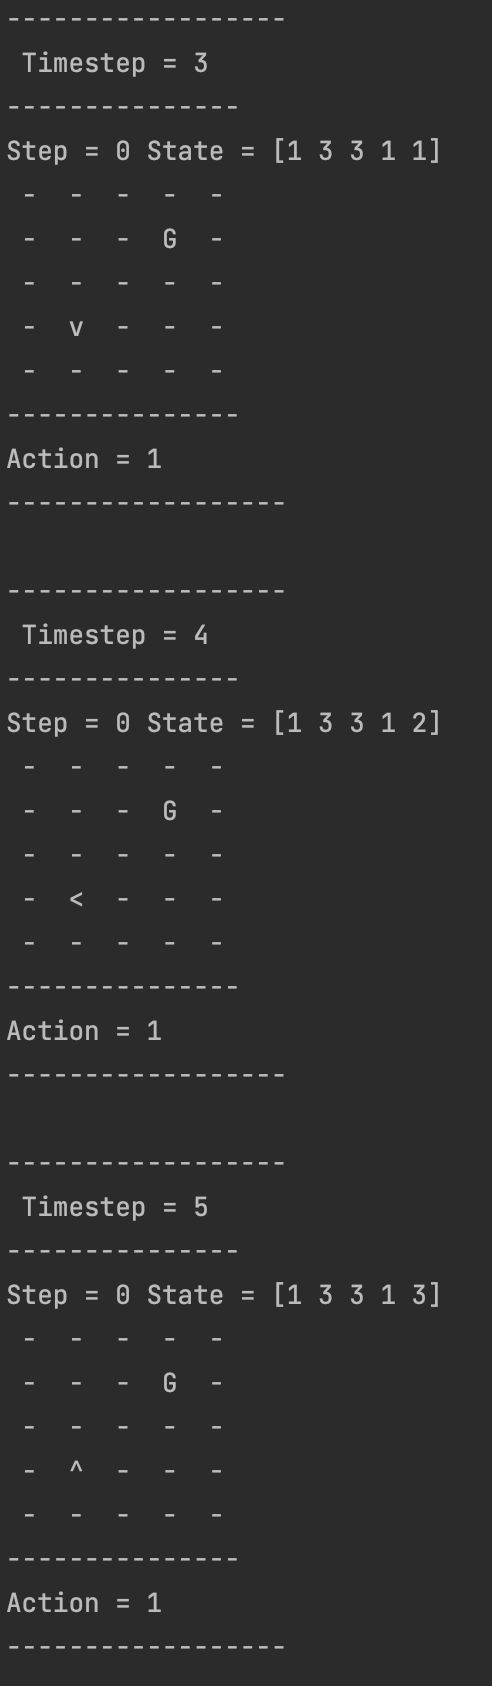 ------------------
 Timestep = 3
---------------
Step = 0 State = [1 3 3 1 1]
 -  -  -  -  -
 -  -  -  G  -
 -  -  -  -  -
 -  v  -  -  -
 -  -  -  -  -
---------------
Action = 1
------------------

------------------
 Timestep = 4
---------------
Step = 0 State = [1 3 3 1 2]
 -  -  -  -  -
 -  -  -  G  -
 -  -  -  -  -
 -  <  -  -  -
 -  -  -  -  -
---------------
Action = 1
------------------

------------------
 Timestep = 5
---------------
Step = 0 State = [1 3 3 1 3]
 -  -  -  -  -
 -  -  -  G  -
 -  -  -  -  -
 -  ^  -  -  -
 -  -  -  -  -
---------------
Action = 1
------------------